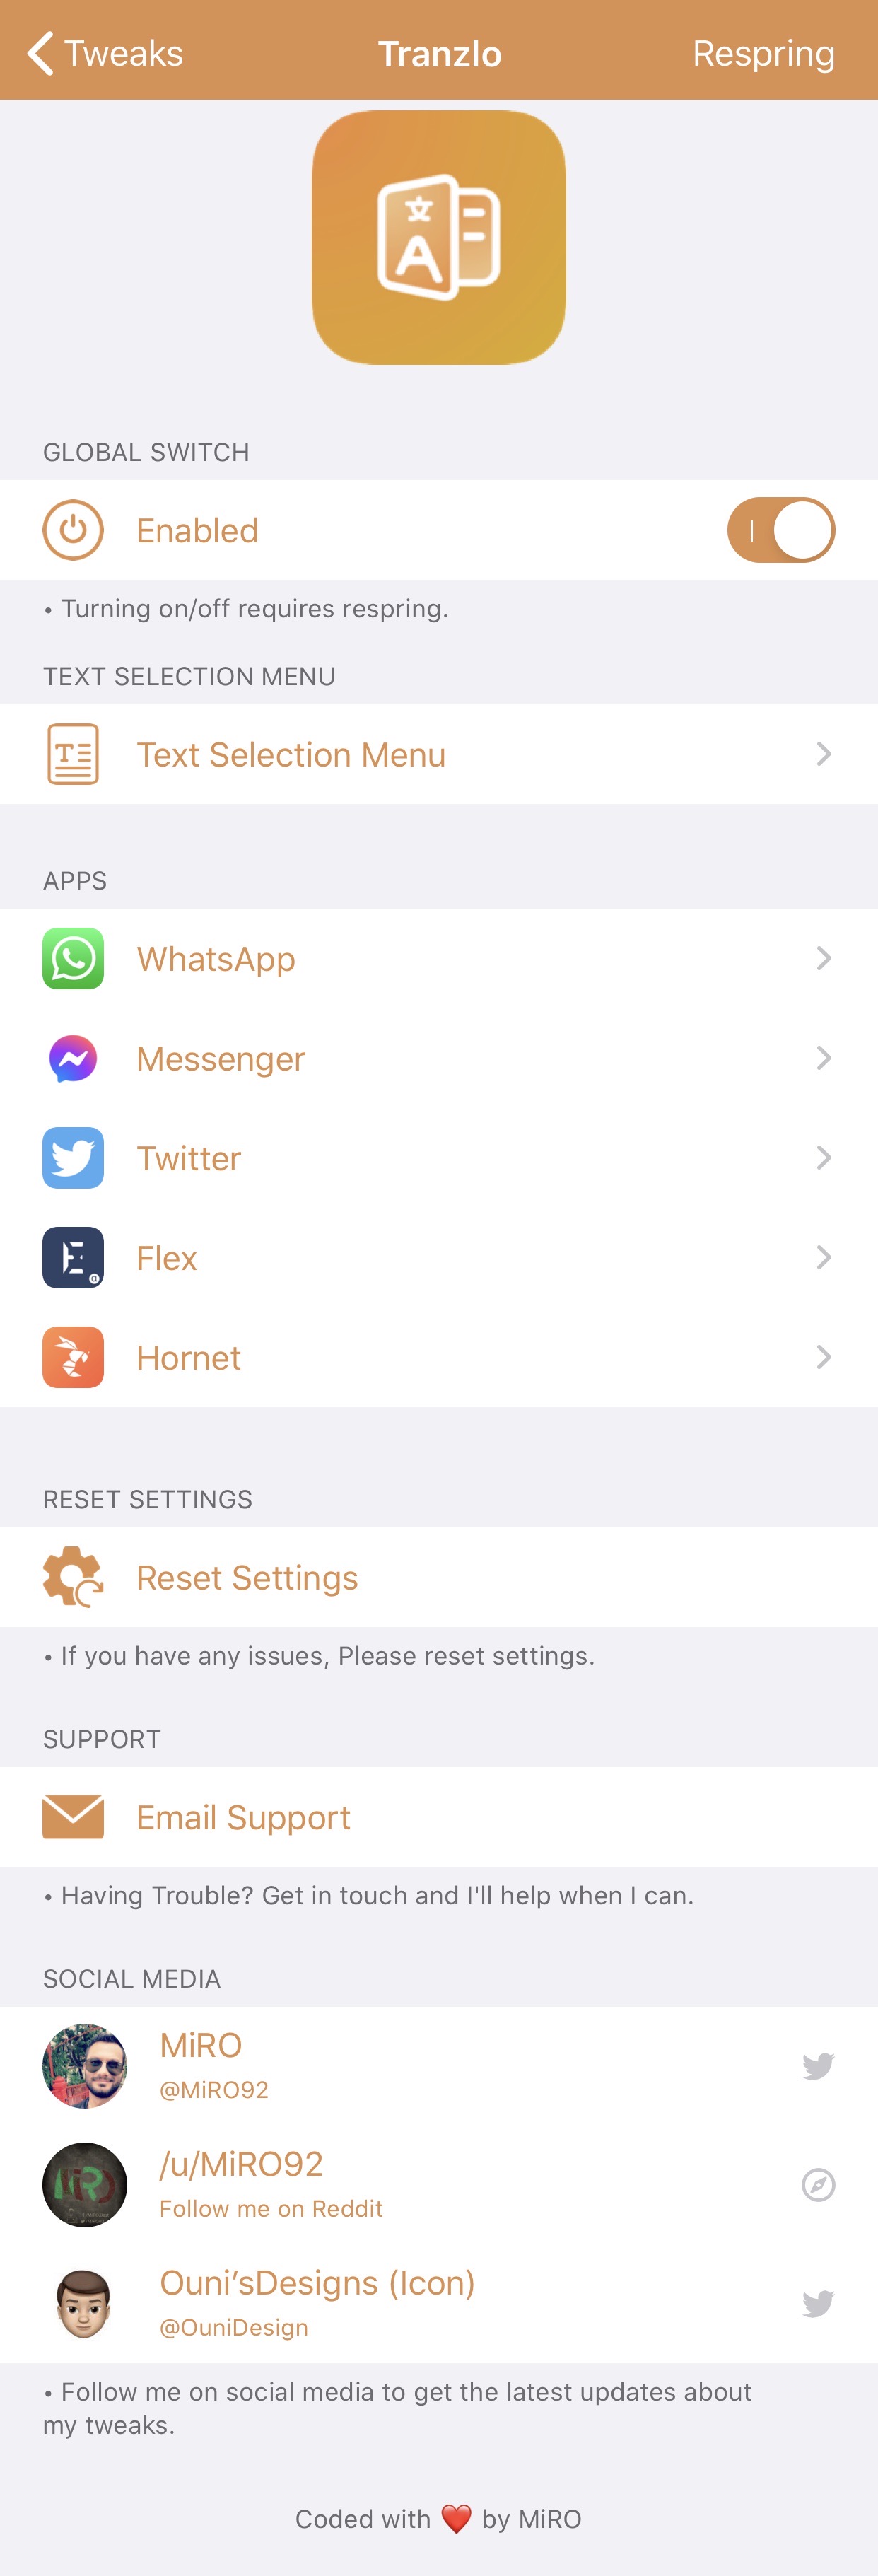 Tweaks
Tranzlo
Respring
文
A
GLOBAL SWITCH
Enabled
• Turning on/off requires respring.
TEXT SELECTION MENU
Text Selection Menu
APPS
WhatsApp
Messenger
Twitter
Flex
Hornet
RESET SETTINGS
Reset Settings
• If you have any issues, Please reset settings.
SUPPORT
Email Support
• Having Trouble? Get in touch and I'll help when I can.
SOCIAL MEDIA
MiRO
@MiRO92
/u/MiRO92
Follow me on Reddit
Ouni’sDesigns (Icon)
@OuniDesign
• Follow me on social media to get the latest updates about
my tweaks.
Coded with ❤️ by MiRO